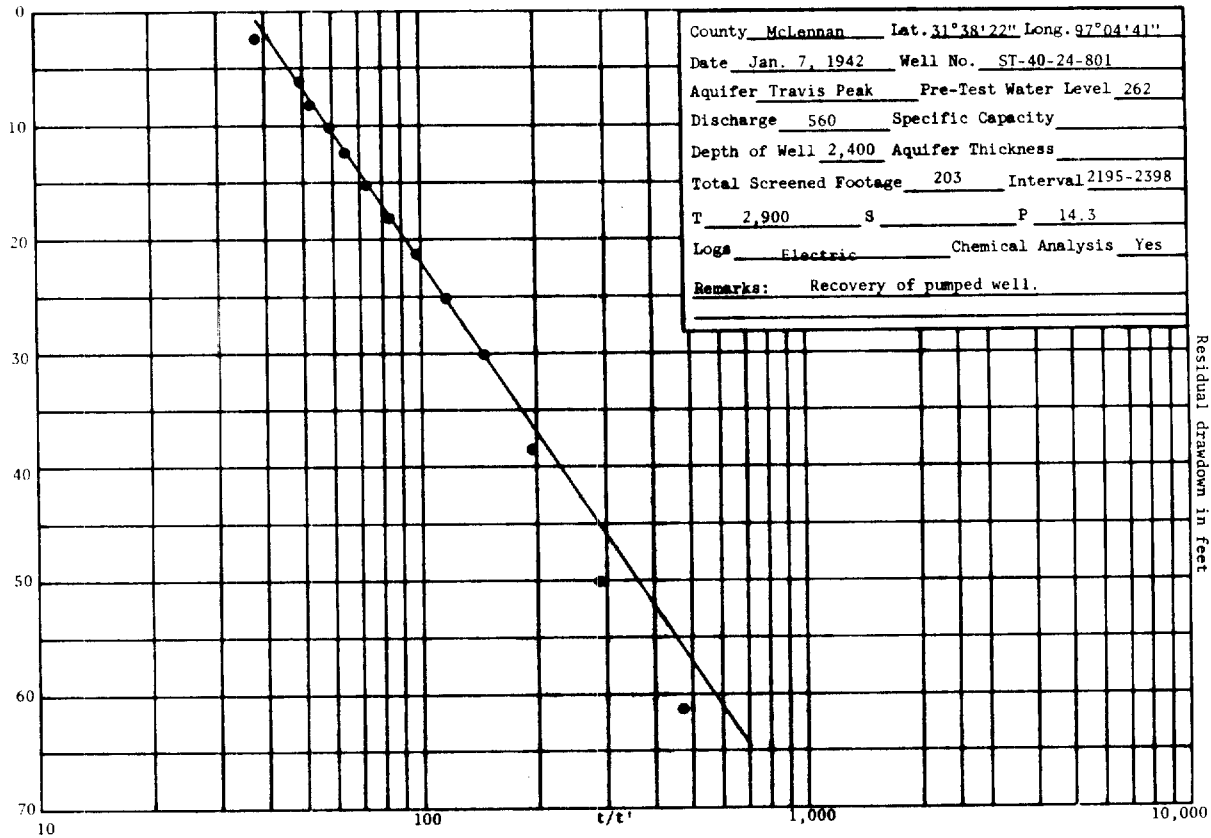 County McLennan Lat. 31°38'22" Long. 97°04'41"
Date Jan. 7, 1942 Well No. ST-40-24-801
Aquifer Travis Peak Pre-Test Water Level 262
Discharge 560 Specific Capacity
Depth of Well 2,400 Aquifer Thickness
Total Screened Footage 203 Interval 2195-2398
T 2,900 S P 14.3
Logs Electric Chemical Analysis Yes
Remarks: Recovery of pumped well.
0
10
20
30
40
50
60
70
Residual drawdown in feet
10 100 t/t' 1,000 10,000